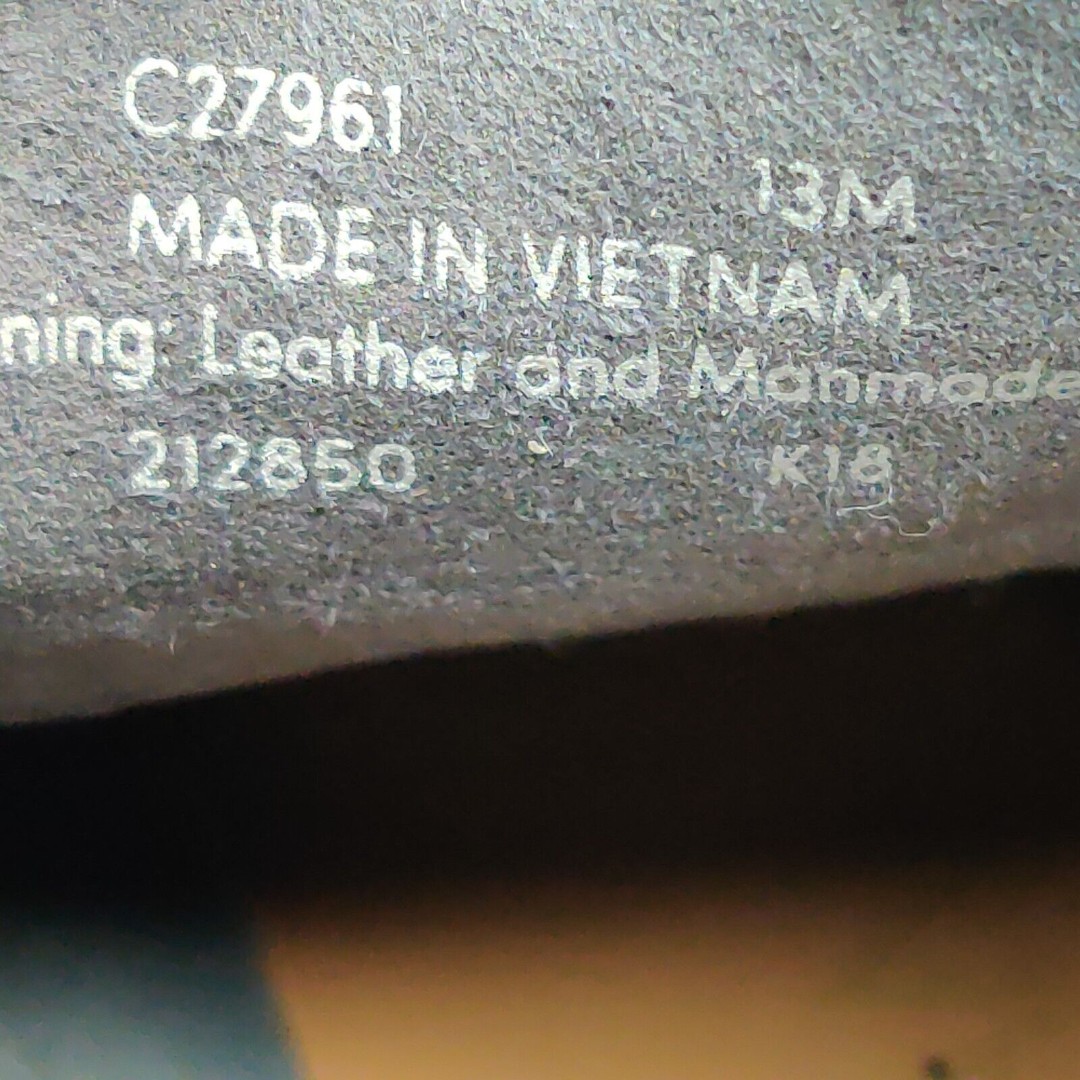 C27961
13M
MADE IN VIETNAM
ning: Leather and Manmade
212850 K18